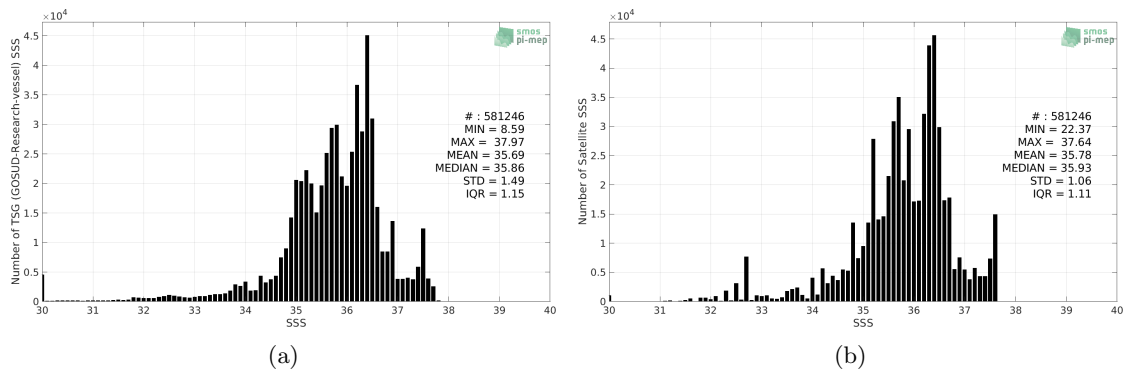 ×10⁴
4.5
4
3.5
3
2.5
2
1.5
1
0.5
0
Number of TSG (GOSUD-Research-vessel) SSS
smos
pi-mep
# : 581246
MIN = 8.59
MAX = 37.97
MEAN = 35.69
MEDIAN = 35.86
STD = 1.49
IQR = 1.15
30 31 32 33 34 35 36 37 38 39 40
SSS
(a)
×10⁴
4.5
4
3.5
3
2.5
2
1.5
1
0.5
0
Number of Satellite SSS
smos
pi-mep
# : 581246
MIN = 22.37
MAX = 37.64
MEAN = 35.78
MEDIAN = 35.93
STD = 1.06
IQR = 1.11
30 31 32 33 34 35 36 37 38 39 40
SSS
(b)